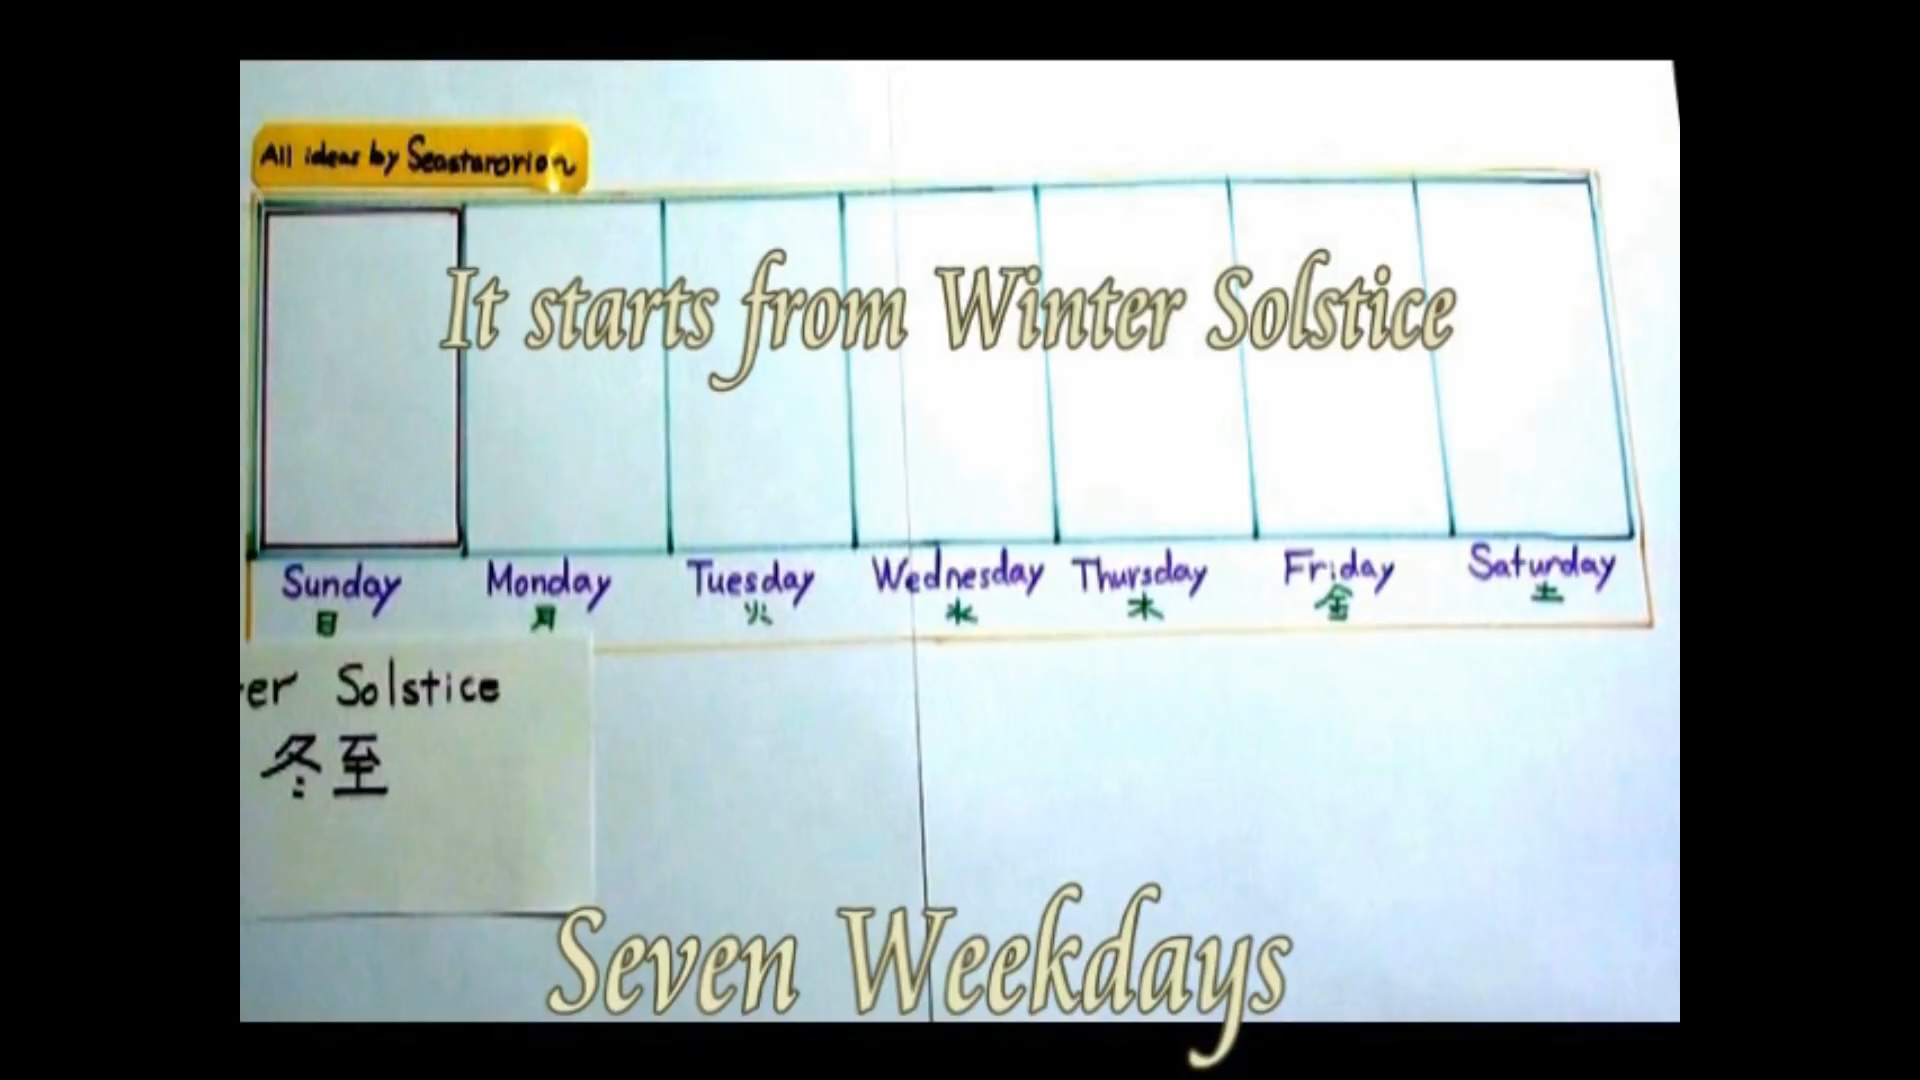 All ideas by Seastarorion
It starts from Winter Solstice
Sunday Monday Tuesday Wednesday Thursday Friday Saturday
日 月 火 水 木 金 土
er Solstice
冬至
Seven Weekdays